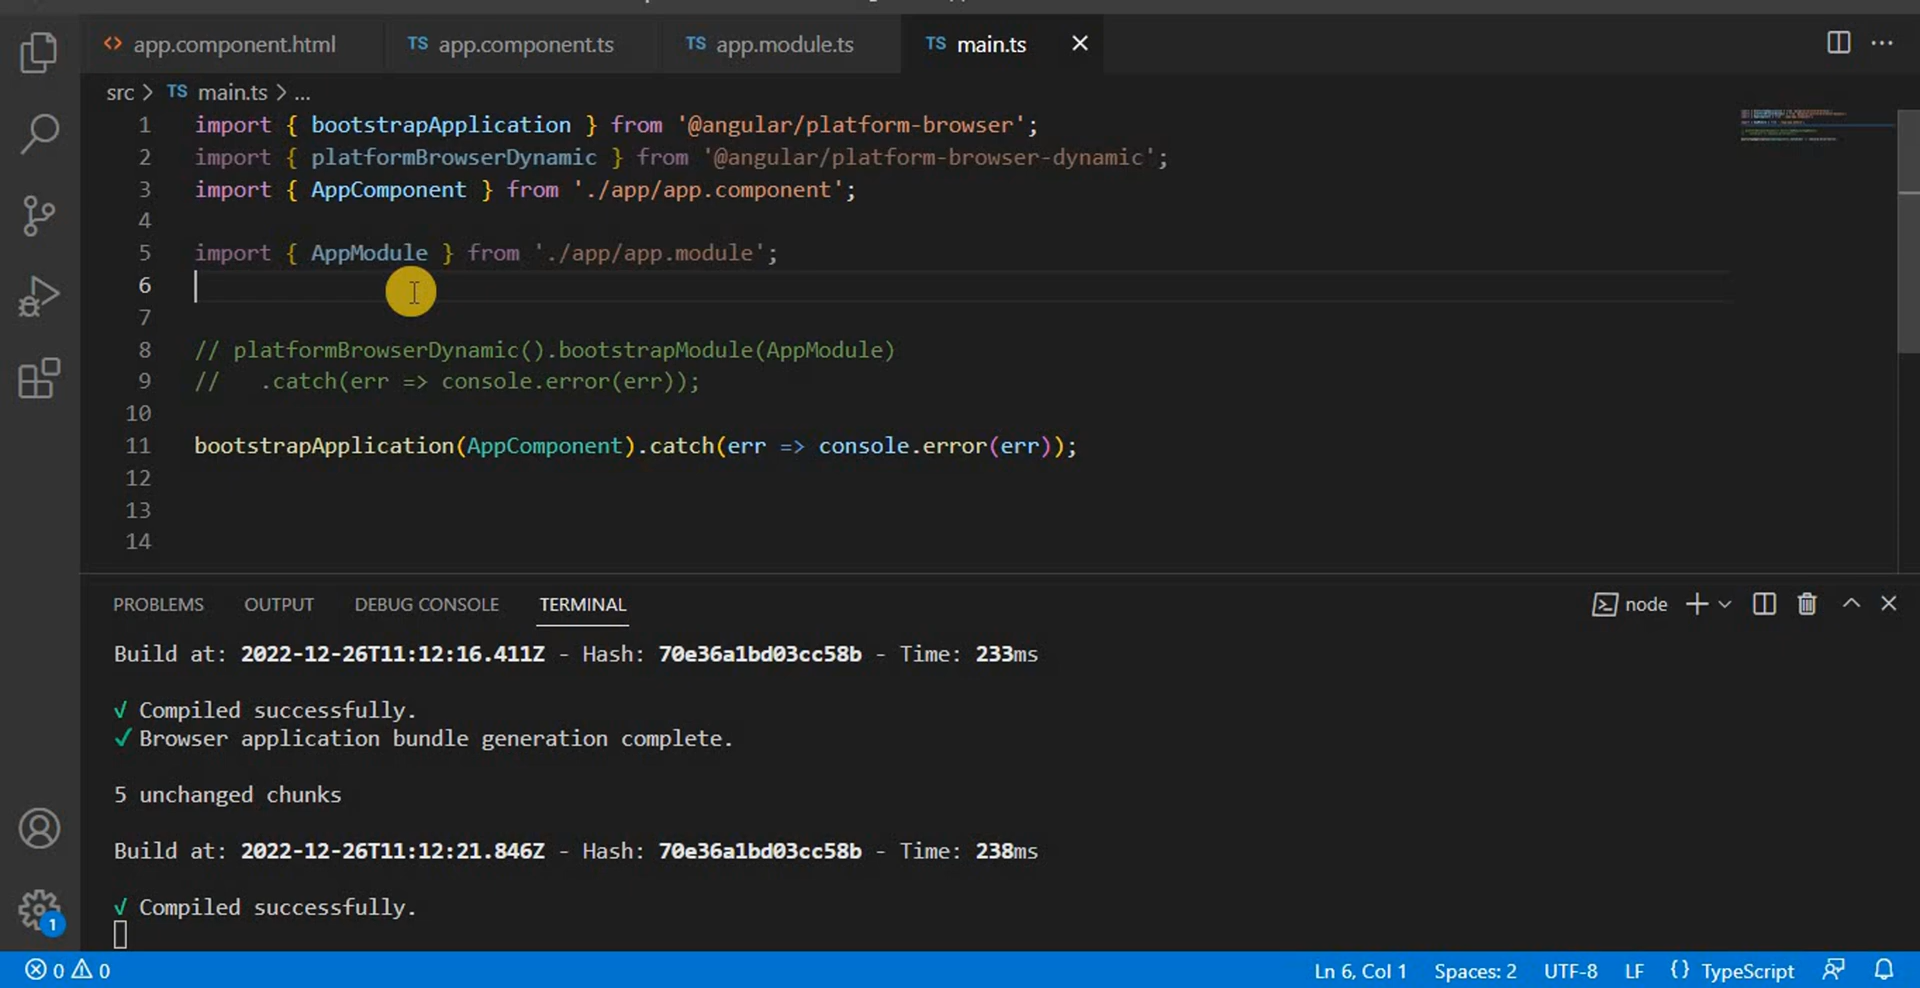 app.component.html
TS app.component.ts
TS app.module.ts
TS main.ts
src > TS main.ts > ...
1 import { bootstrapApplication } from '@angular/platform-browser';
2 import { platformBrowserDynamic } from '@angular/platform-browser-dynamic';
3 import { AppComponent } from './app/app.component';
4
5 import { AppModule } from './app/app.module';
6
7
8 // platformBrowserDynamic().bootstrapModule(AppModule)
9 //   .catch(err => console.error(err));
10
11 bootstrapApplication(AppComponent).catch(err => console.error(err));
12
13
14
PROBLEMS OUTPUT DEBUG CONSOLE TERMINAL
node
Build at: 2022-12-26T11:12:16.411Z - Hash: 70e36a1bd03cc58b - Time: 233ms
√ Compiled successfully.
✓ Browser application bundle generation complete.
5 unchanged chunks
Build at: 2022-12-26T11:12:21.846Z - Hash: 70e36a1bd03cc58b - Time: 238ms
√ Compiled successfully.
1
0 0
Ln 6, Col 1 Spaces: 2 UTF-8 LF {} TypeScript